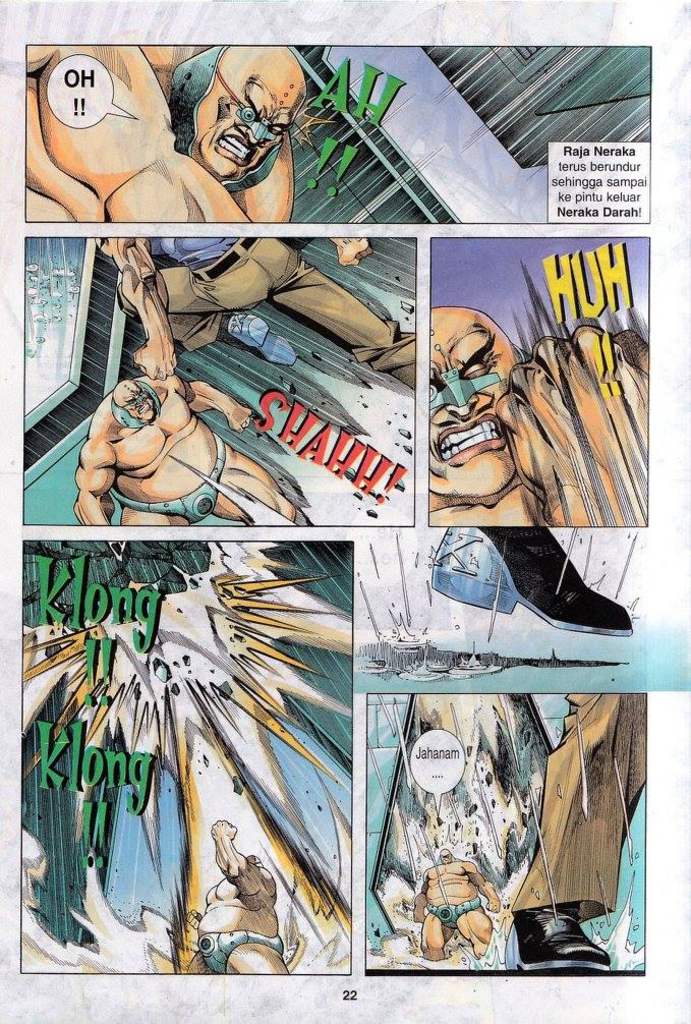 OH
!!
AH
!!
Raja Neraka
terus berundur
sehingga sampai
ke pintu keluar
Neraka Darah!
SHAHH!!
HUH
!!
Klong
!!
Klong
!!
Jahanam
....
22